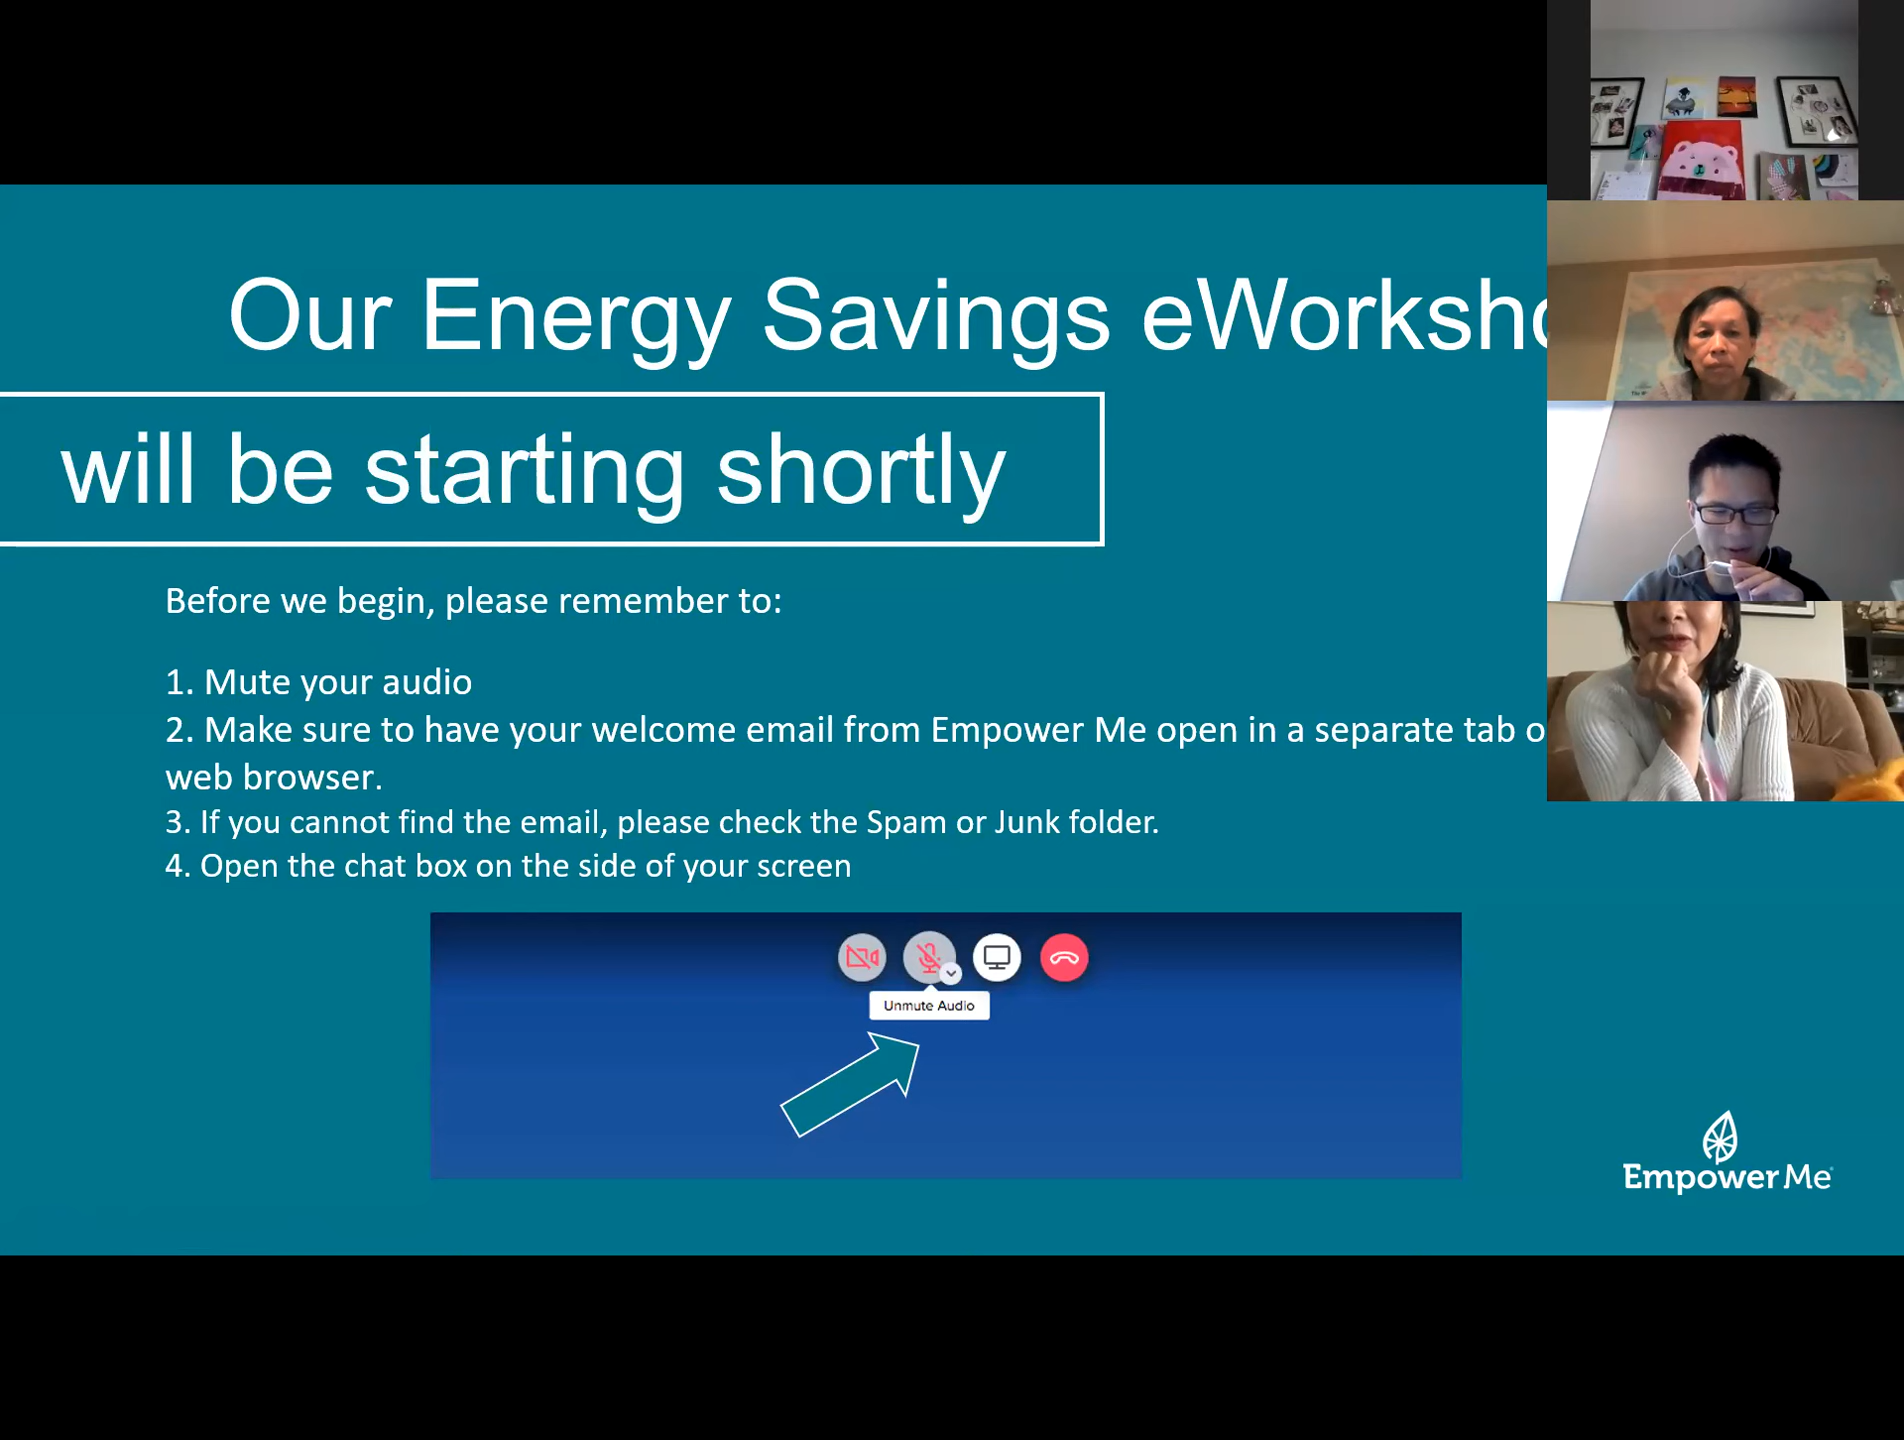 Our Energy Savings eWorksho
will be starting shortly
Before we begin, please remember to:
1. Mute your audio
2. Make sure to have your welcome email from Empower Me open in a separate tab o
web browser.
3. If you cannot find the email, please check the Spam or Junk folder.
4. Open the chat box on the side of your screen
Unmute Audio
Empower Me